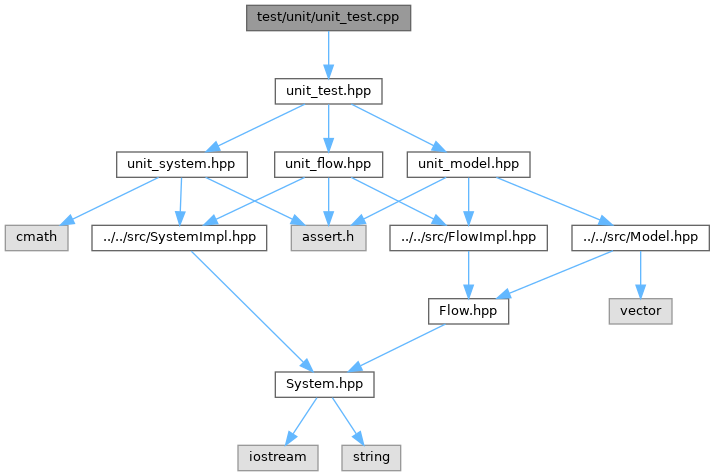 test/unit/unit_test.cpp
unit_test.hpp
unit_system.hpp
unit_flow.hpp
unit_model.hpp
cmath
../../src/SystemImpl.hpp
assert.h
../../src/FlowImpl.hpp
../../src/Model.hpp
Flow.hpp
vector
System.hpp
iostream
string